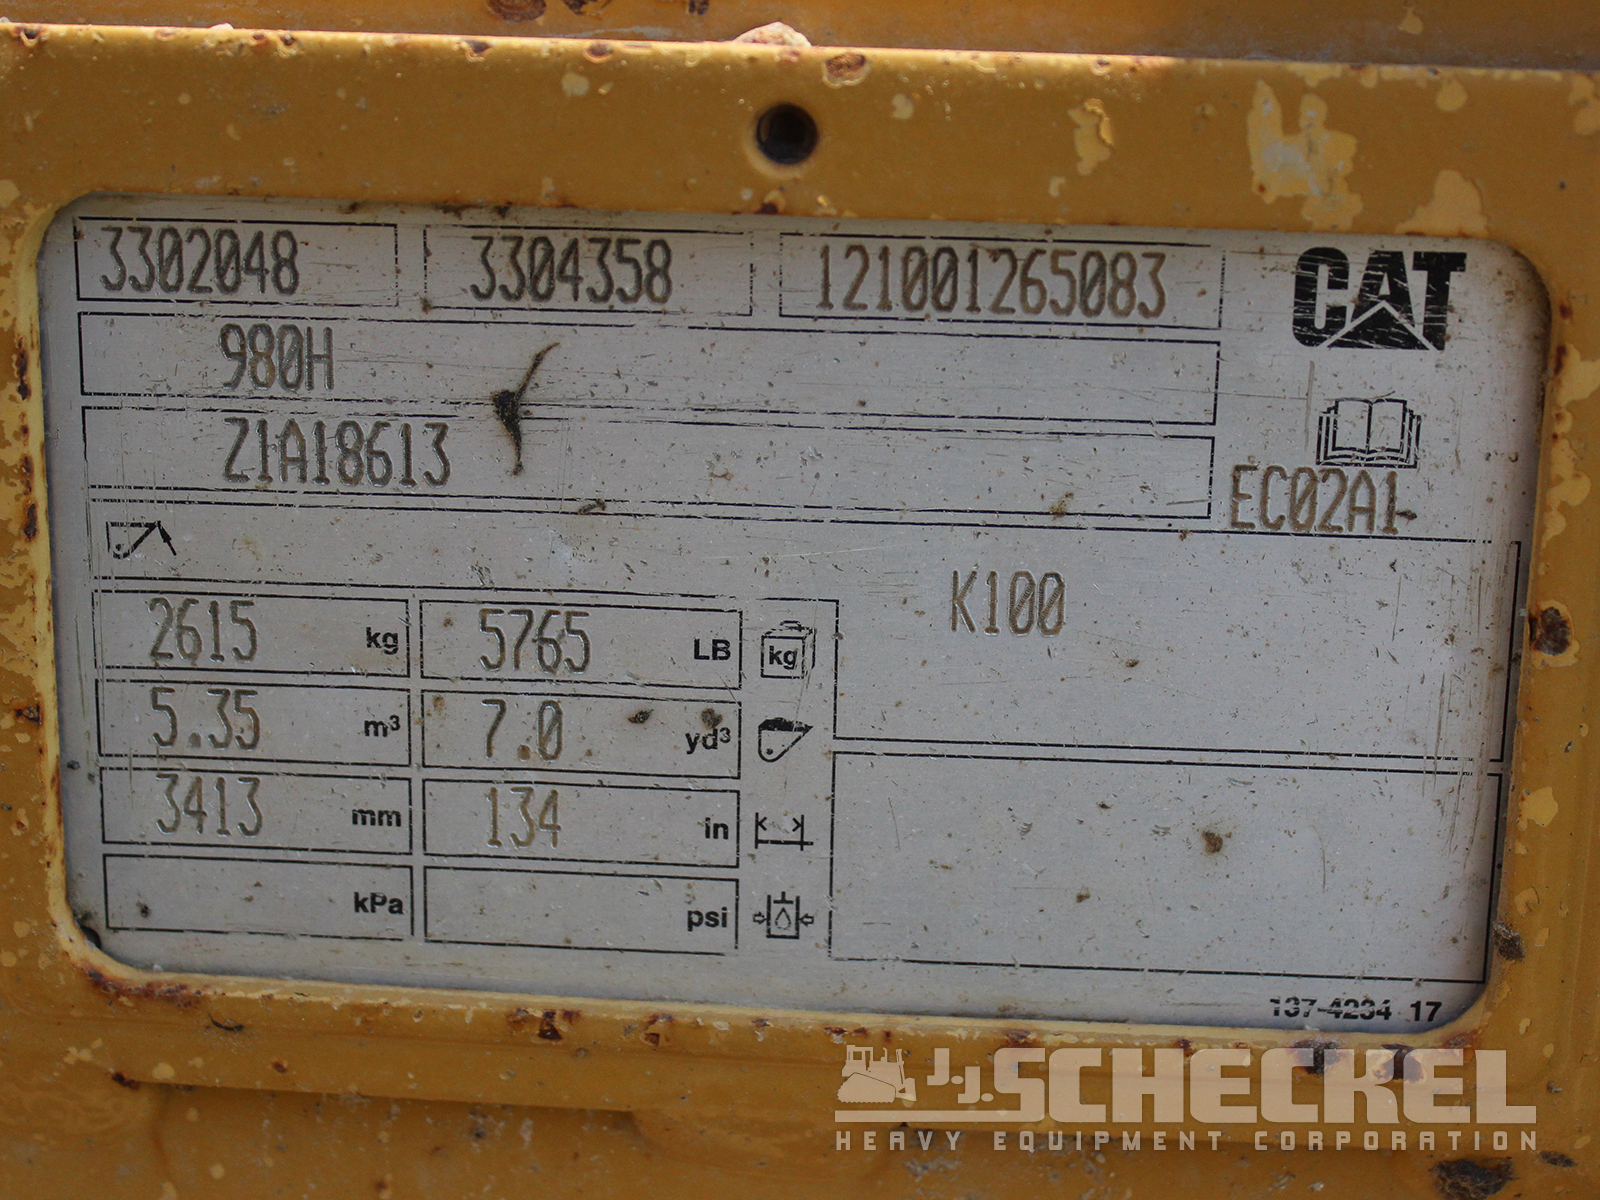 3302048 3304358 121001265083 CAT
980H
Z1A18613
EC02A1
K100
2615 kg 5765 LB kg
5.35 m³ 7.0 yd³
3413 mm 134 in
kPa psi
137-4234 17
J.J. SCHECKEL
HEAVY EQUIPMENT CORPORATION